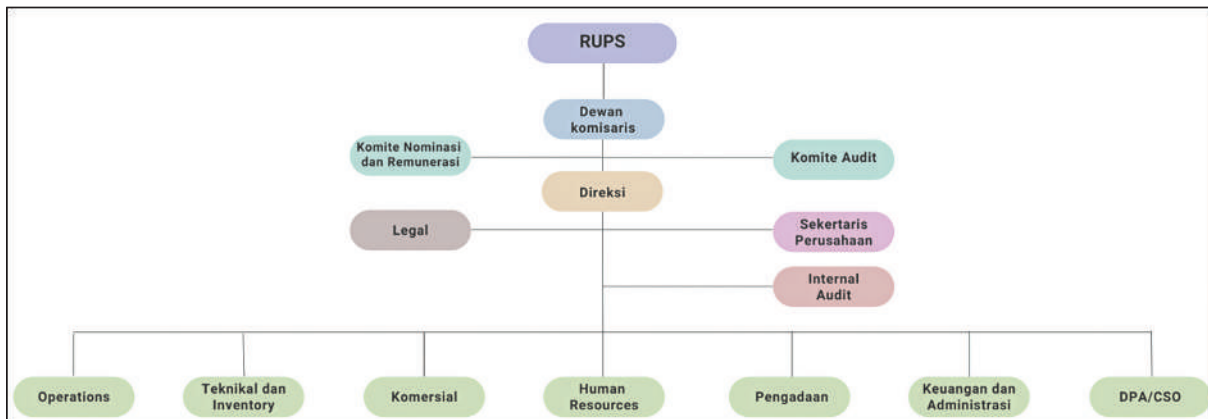 RUPS
Dewan
komisaris
Komite Nominasi
dan Remunerasi
Komite Audit
Direksi
Legal
Sekertaris
Perusahaan
Internal
Audit
Operations
Teknikal dan
Inventory
Komersial
Human
Resources
Pengadaan
Keuangan dan
Administrasi
DPA/CSO